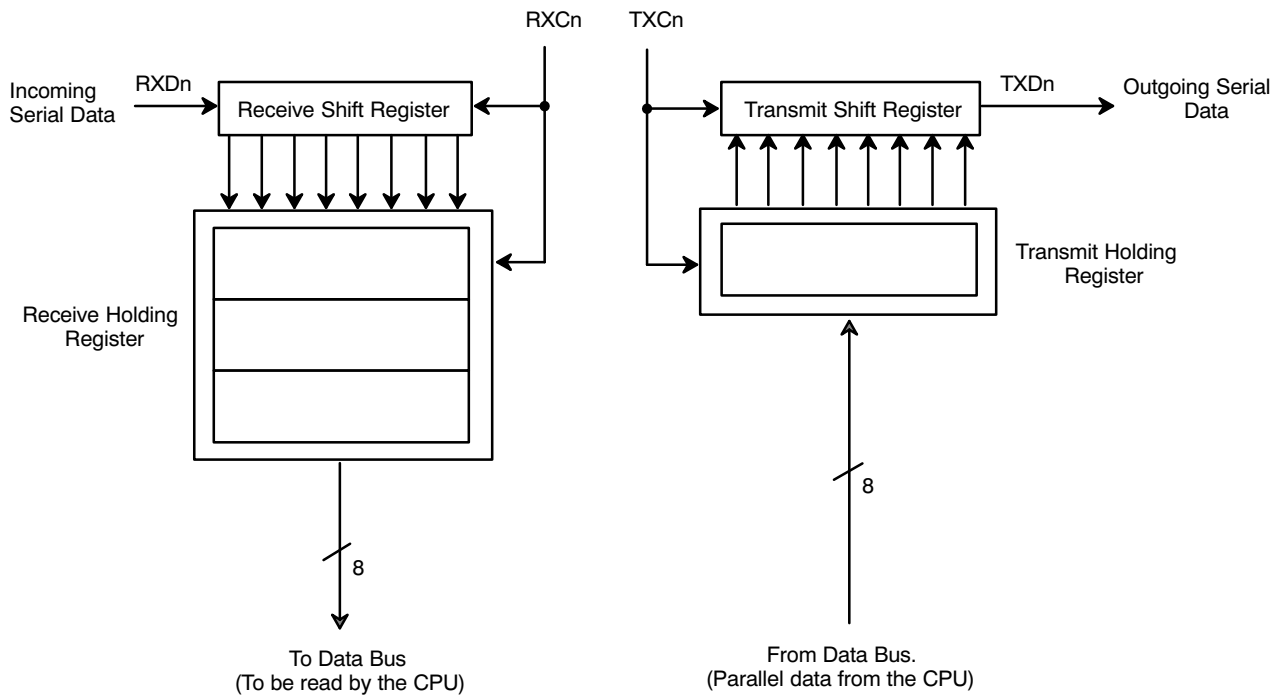 RXCn
TXCn
Incoming
Serial Data
RXDn
Receive Shift Register
Transmit Shift Register
TXDn
Outgoing Serial
Data
Receive Holding
Register
Transmit Holding
Register
8
8
To Data Bus
(To be read by the CPU)
From Data Bus.
(Parallel data from the CPU)